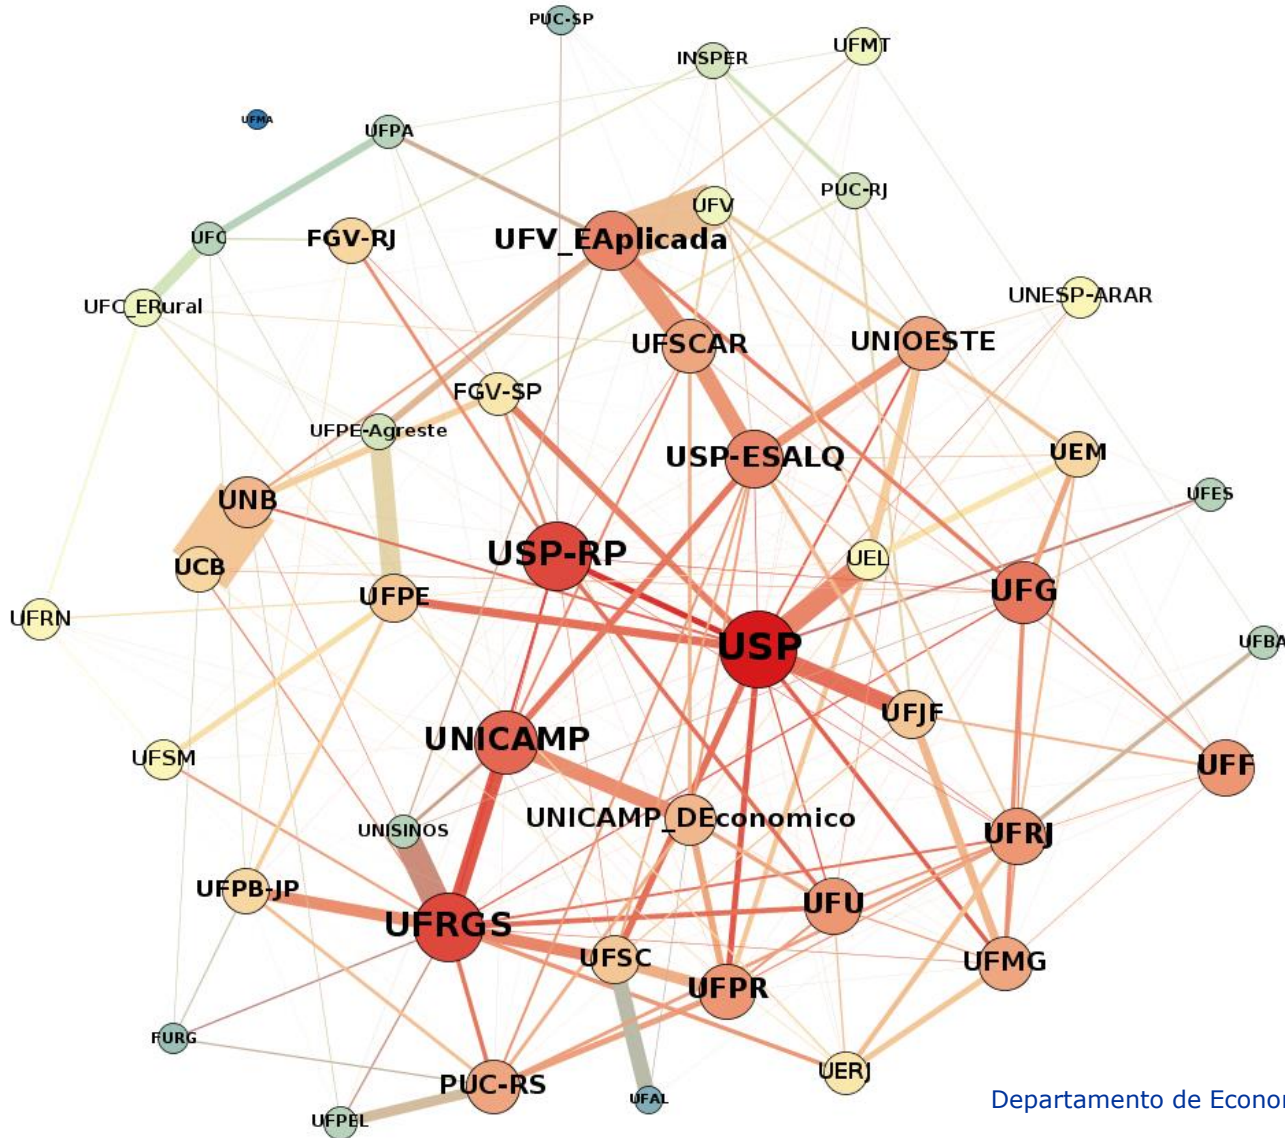 PUC-SP
INSPER
UFMT
UFMA
UFPA
PUC-RJ
UFV
UFC
FGV-RJ
UFV_EAplicada
UFC_ERural
UNESP-ARAR
UFSCAR
UNIOESTE
FGV-SP
UFPE-Agreste
USP-ESALQ
UEM
UNB
UFES
USP-RP
UEL
UCB
UFPE
UFG
UFRN
USP
UFBA
UFJF
UNICAMP
UFSM
UFF
UNICAMP_DEconomico
UNISINOS
UFRJ
UFPB-JP
UFU
UFRGS
UFSC
UFMG
UFPR
FURG
UERJ
PUC-RS
UFAL
Departamento de Econor
UFPEL